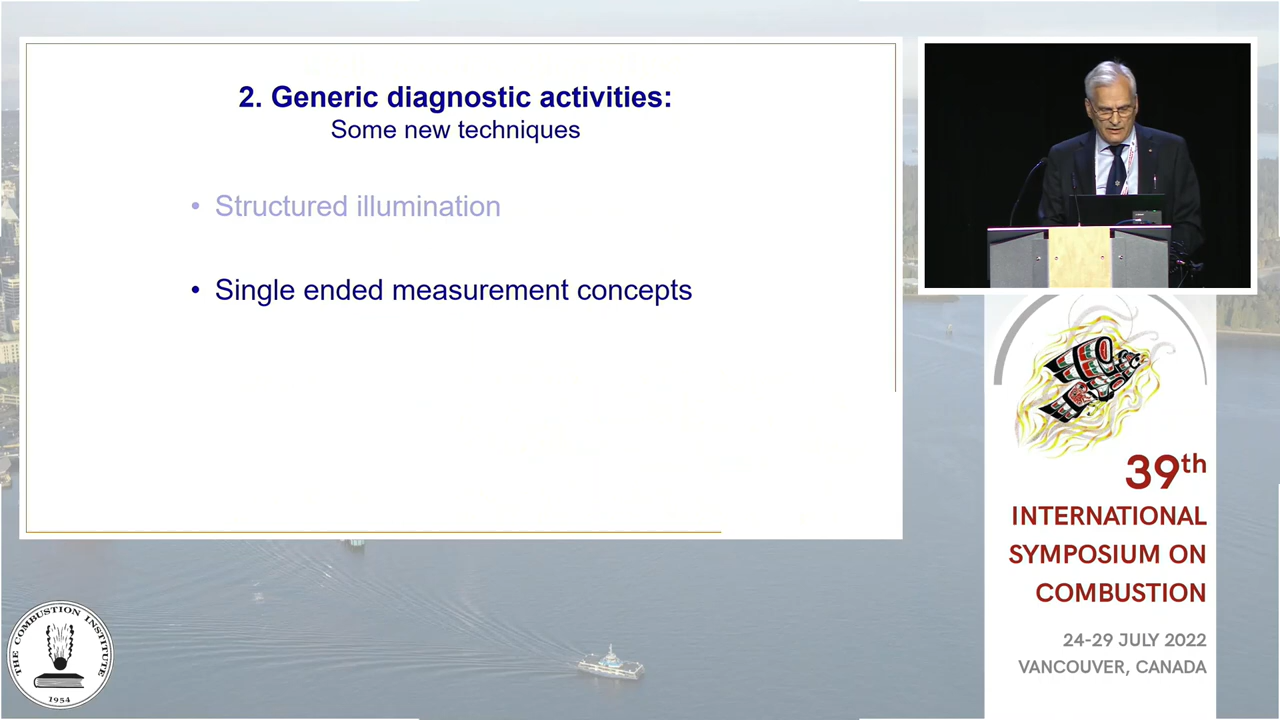 2. Generic diagnostic activities:
Some new techniques
• Structured illumination
• Single ended measurement concepts
39th
INTERNATIONAL
SYMPOSIUM ON
COMBUSTION
24-29 JULY 2022
VANCOUVER, CANADA
THE COMBUSTION INSTITUTE
1954